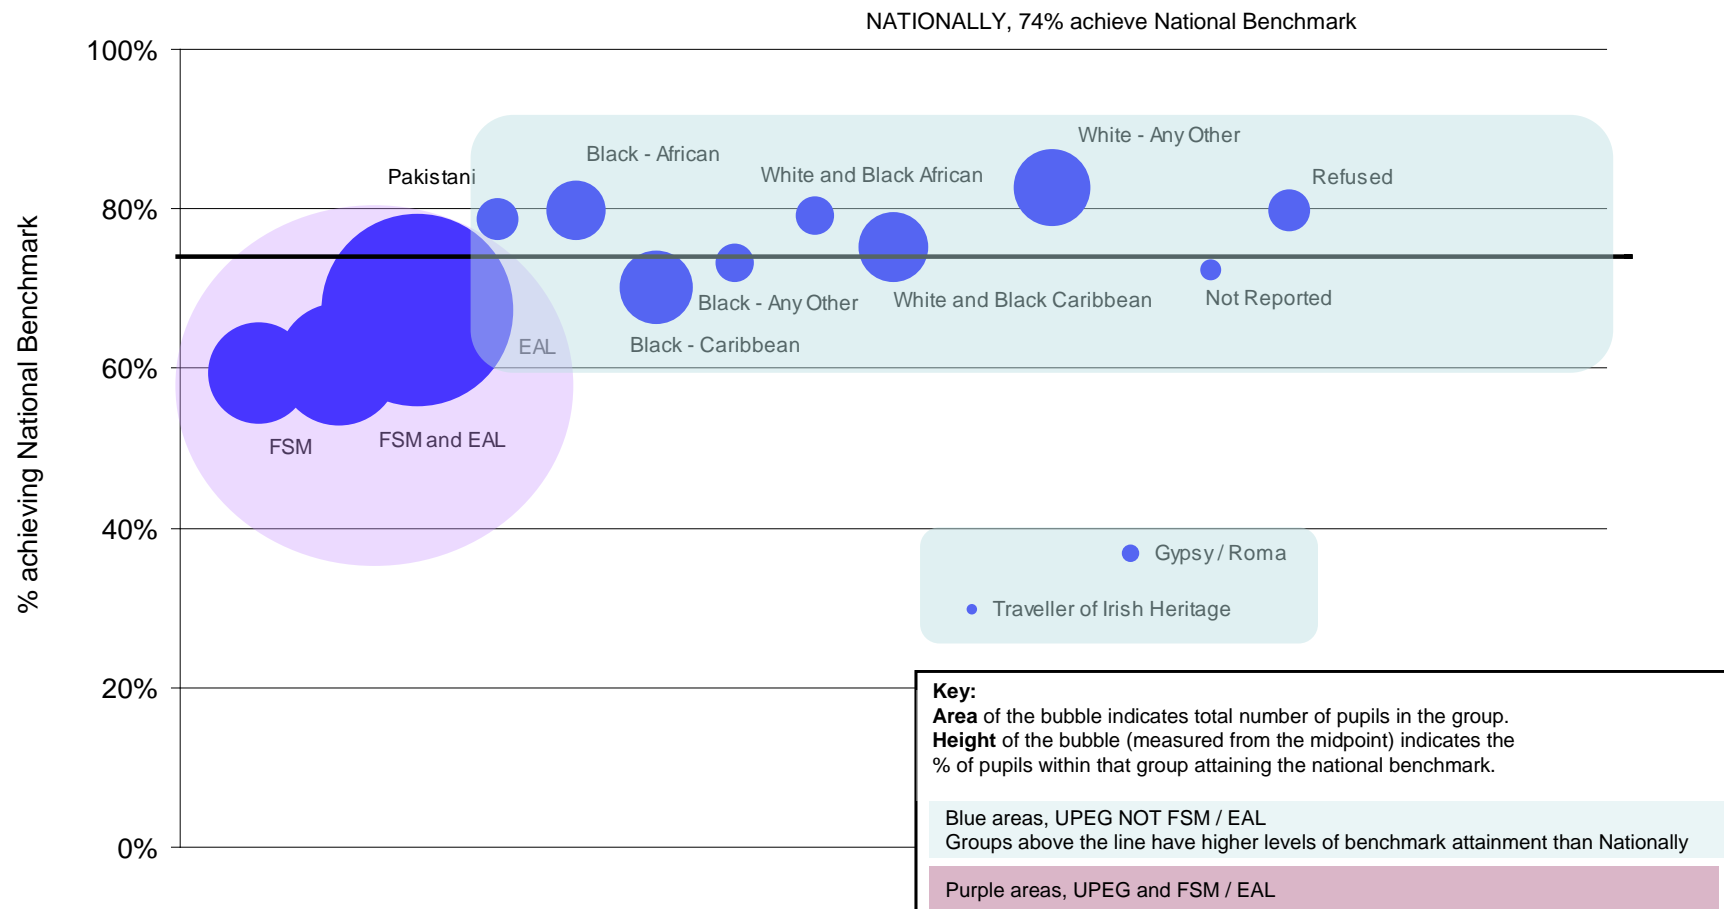 NATIONALLY, 74% achieve National Benchmark
100%
80%
60%
40%
20%
0%
% achieving National Benchmark
Pakistani
Black - African
White and Black African
White - Any Other
Refused
Black - Any Other
White and Black Caribbean
Not Reported
Black - Caribbean
EAL
FSM and EAL
FSM
Gypsy / Roma
Traveller of Irish Heritage
Key:
Area of the bubble indicates total number of pupils in the group.
Height of the bubble (measured from the midpoint) indicates the
% of pupils within that group attaining the national benchmark.
Blue areas, UPEG NOT FSM / EAL
Groups above the line have higher levels of benchmark attainment than Nationally
Purple areas, UPEG and FSM / EAL